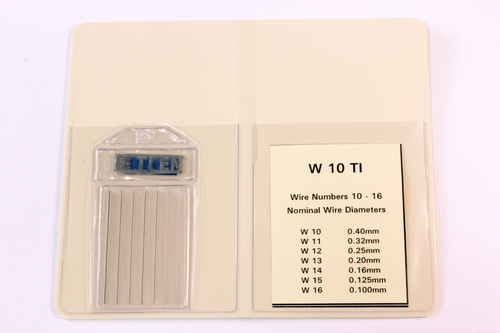 W 10 TI
Wire Numbers 10 - 16
Nominal Wire Diameters
W 10 0.40mm
W 11 0.32mm
W 12 0.25mm
W 13 0.20mm
W 14 0.16mm
W 15 0.125mm
W 16 0.100mm